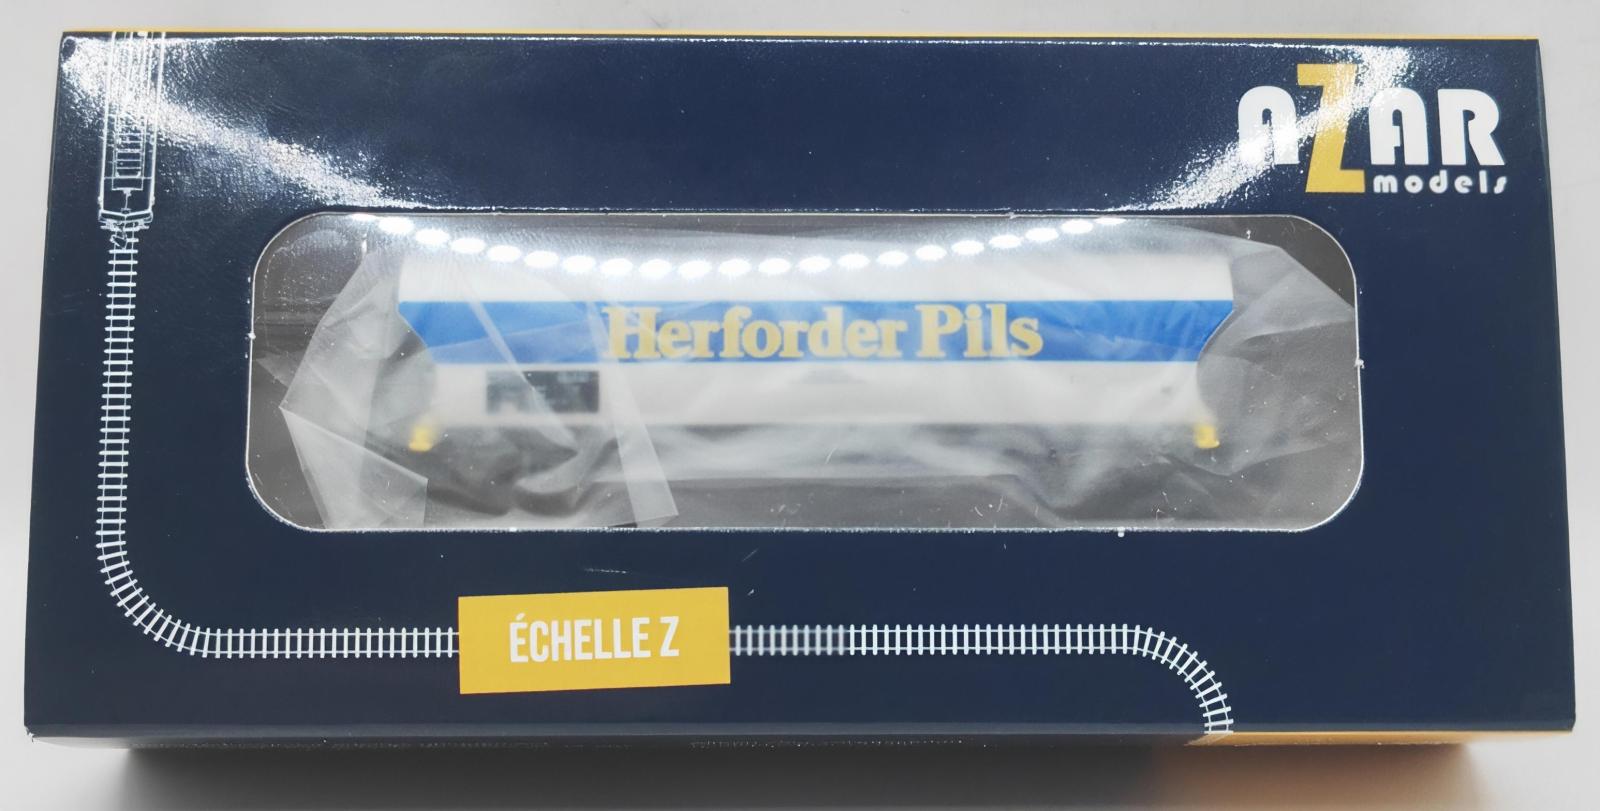 AZAR
models
Herforder Pils
ÉCHELLE Z